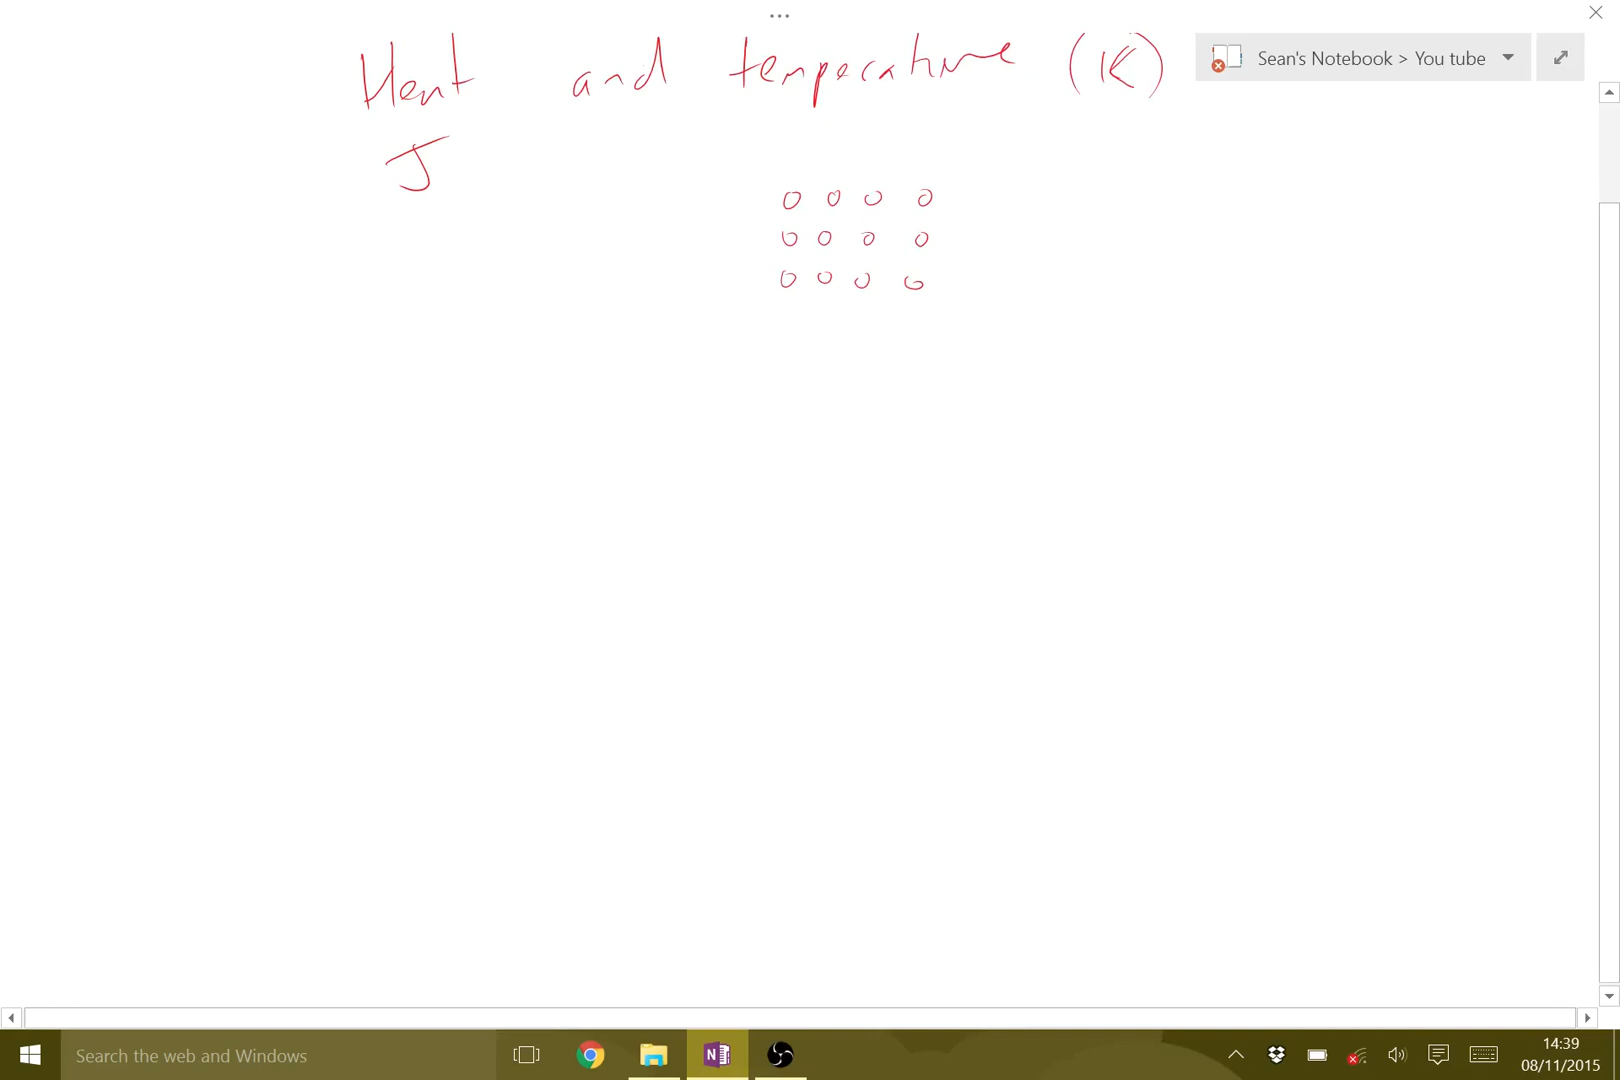 Heat and temperature (K)
J
Sean's Notebook > You tube
Search the web and Windows
14:39
08/11/2015